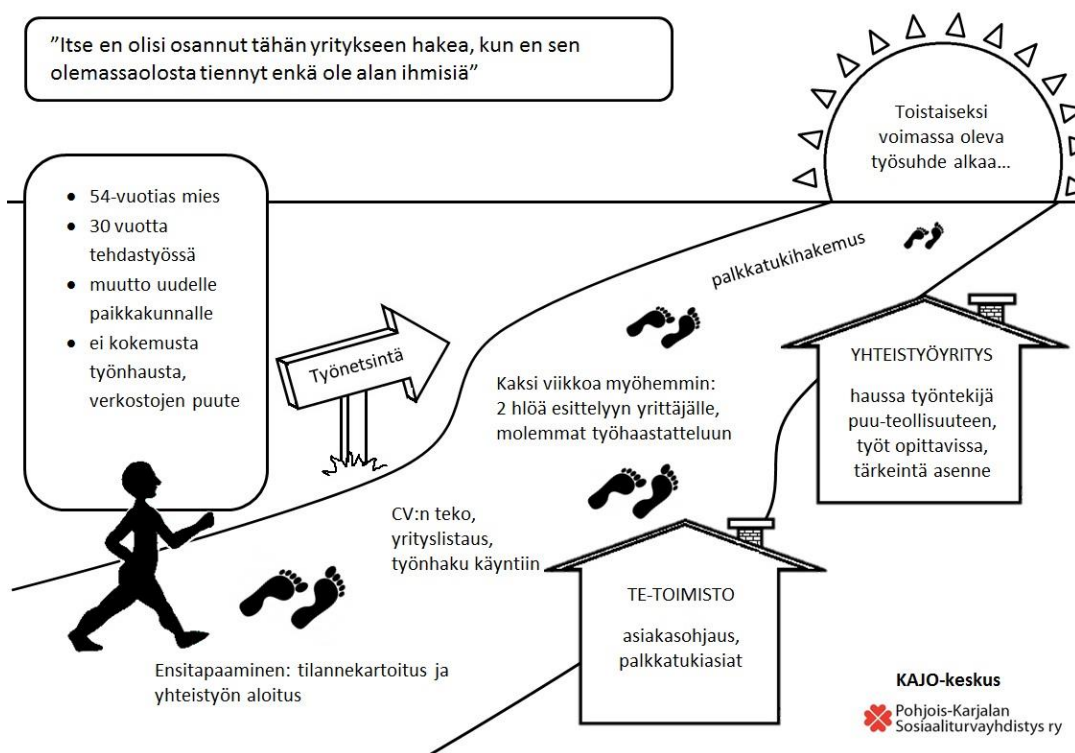 ”Itse en olisi osannut tähän yritykseen hakea, kun en sen
olemassaolosta tiennyt enkä ole alan ihmisiä”
Toistaiseksi
voimassa oleva
työsuhde alkaa...
• 54-vuotias mies
• 30 vuotta
tehdastyössä
• muutto uudelle
paikkakunnalle
• ei kokemusta
työnhausta,
verkostojen puute
Työnetsintä
palkkatukihakemus
YHTEISTYÖYRITYS
haussa työntekijä
puu-teollisuuteen,
työt opittavissa,
tärkeintä asenne
Kaksi viikkoa myöhemmin:
2 hlöä esittelyyn yrittäjälle,
molemmat työhaastatteluun
CV:n teko,
yrityslistaus,
työnhaku käyntiin
TE-TOIMISTO
asiakasohjaus,
palkkatukiasiat
Ensitapaaminen: tilannekartoitus ja
yhteistyön aloitus
KAJO-keskus
Pohjois-Karjalan
Sosiaaliturvayhdistys ry